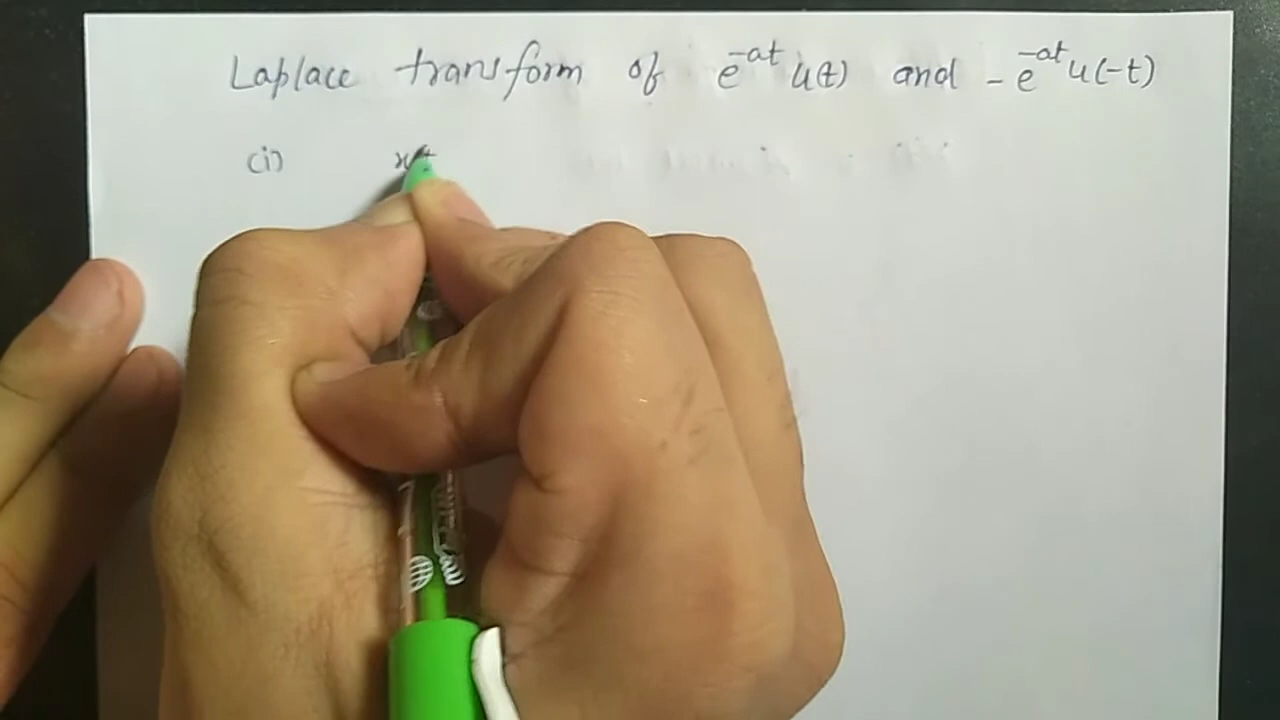 Laplace transform of e^-at u(t) and - e^-at u(-t)
(i) x